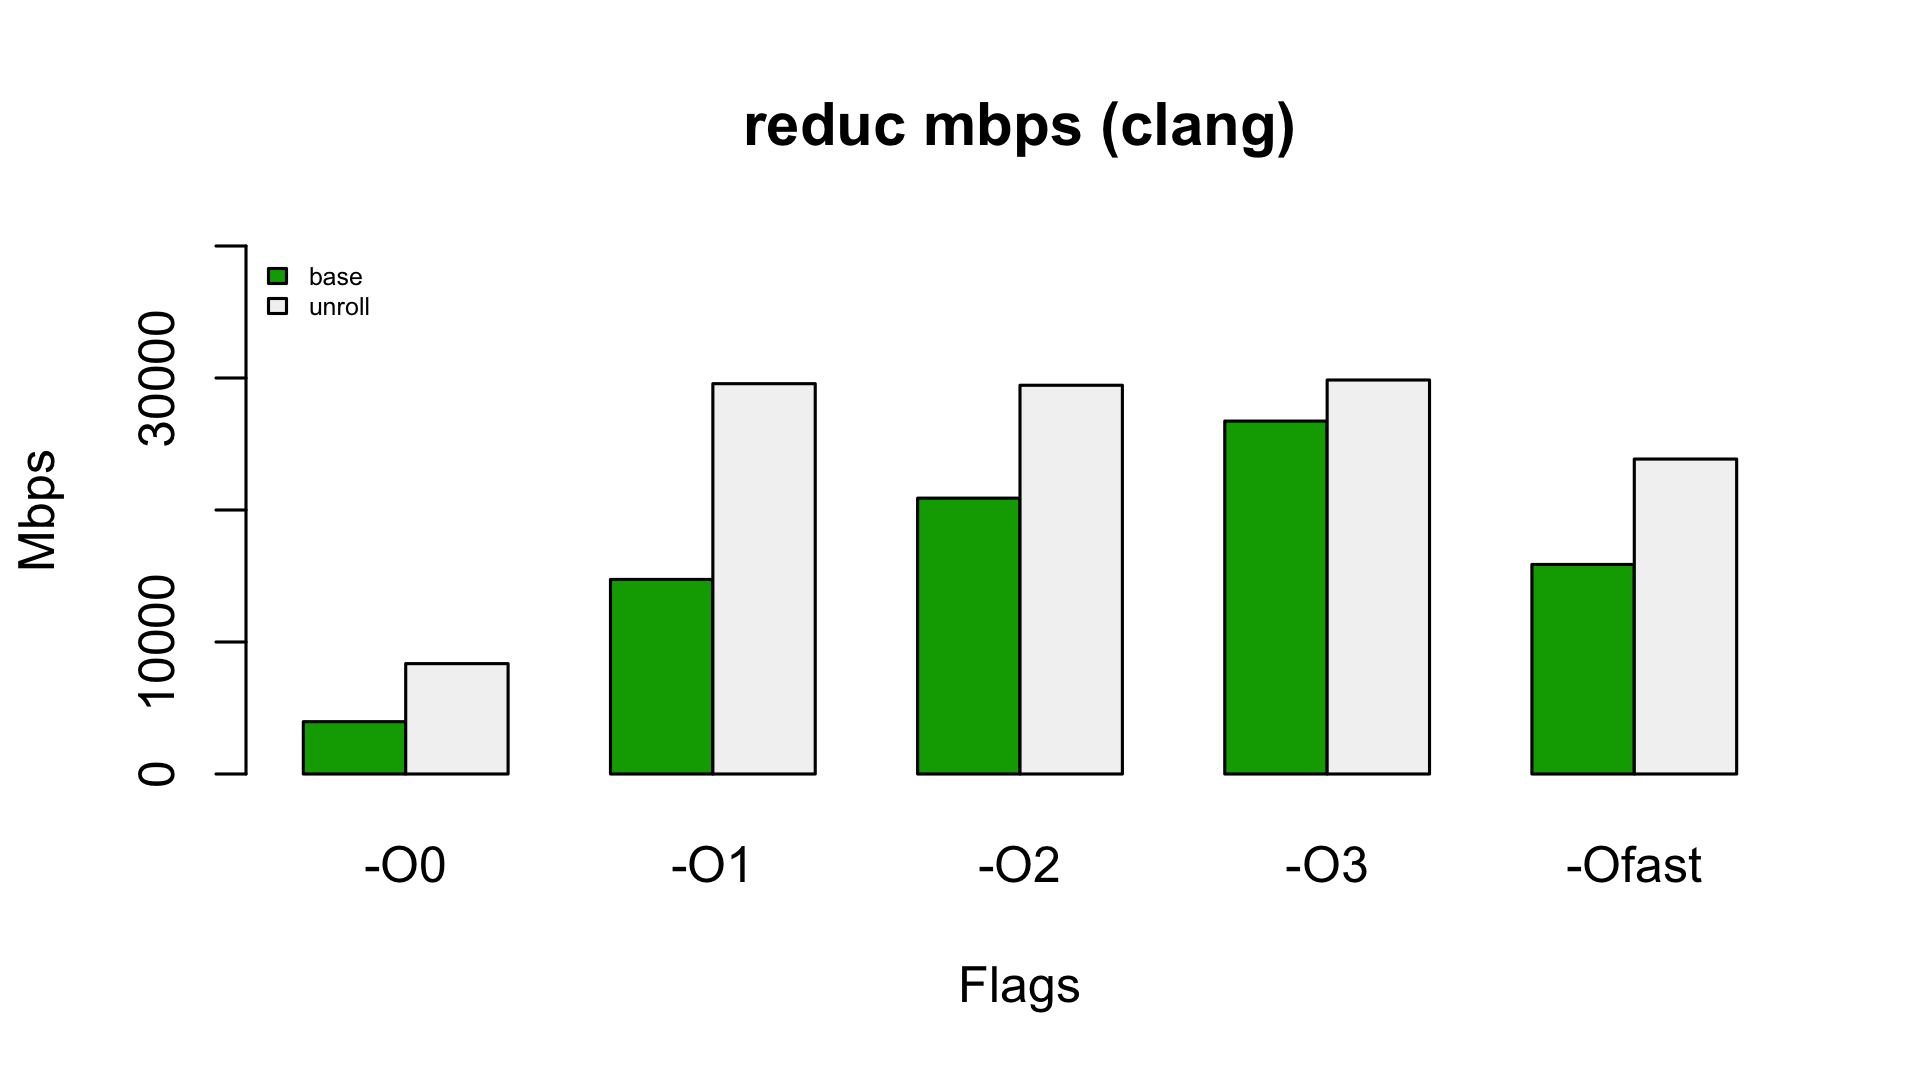 reduc mbps (clang)
base
unroll
Mbps
30000
10000
0
-O0 -O1 -O2 -O3 -Ofast
Flags